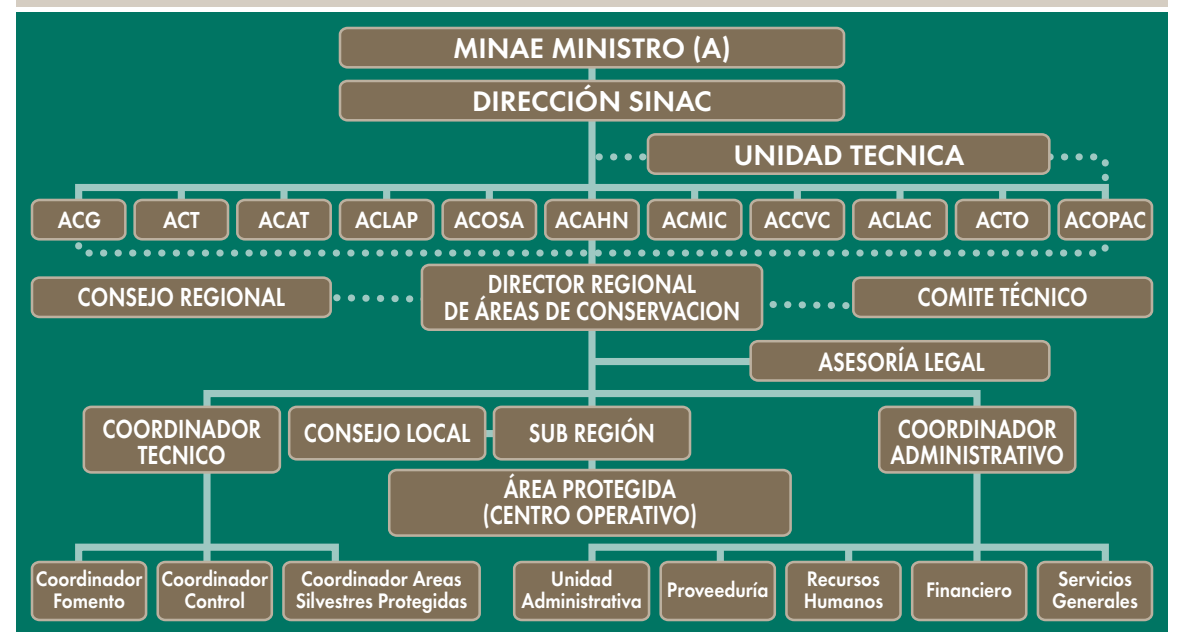 MINAE MINISTRO (A)
DIRECCIÓN SINAC
UNIDAD TECNICA
ACG
ACT
ACAT
ACLAP
ACOSA
ACAHN
ACMIC
ACCVC
ACLAC
ACTO
ACOPAC
CONSEJO REGIONAL
DIRECTOR REGIONAL
DE ÁREAS DE CONSERVACION
COMITE TÉCNICO
ASESORÍA LEGAL
COORDINADOR
TECNICO
CONSEJO LOCAL
SUB REGIÓN
COORDINADOR
ADMINISTRATIVO
ÁREA PROTEGIDA
(CENTRO OPERATIVO)
Coordinador
Fomento
Coordinador
Control
Coordinador Areas
Silvestres Protegidas
Unidad
Administrativa
Proveeduría
Recursos
Humanos
Financiero
Servicios
Generales